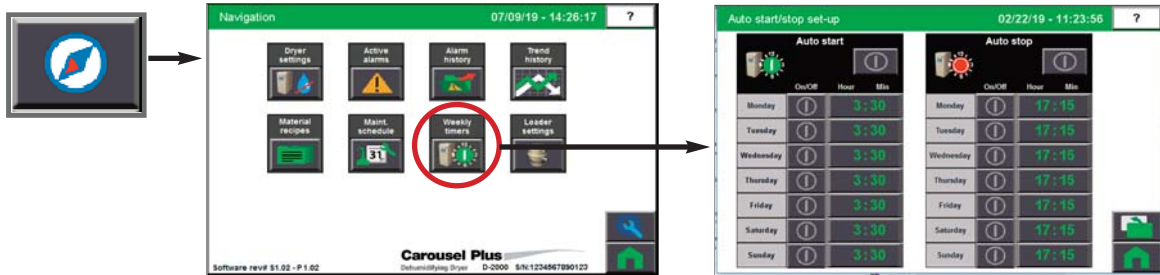 Navigation 07/09/19 - 14:26:17 ?
Dryer settings
Active alarms
Alarm history
Trend history
Material recipes
Maint. schedule
31
Weekly timers
Loader settings
Carousel Plus
Dehumidifying Dryer D-2000 S/N:1234567890123
Software rev# S1.02 - P1.02
Auto start/stop set-up 02/22/19 - 11:23:56 ?
Auto start
On/Off Hour Min
Monday 3:30
Tuesday 3:30
Wednesday 3:30
Thursday 3:30
Friday 3:30
Saturday 3:30
Sunday 3:30
Auto stop
On/Off Hour Min
Monday 17:15
Tuesday 17:15
Wednesday 17:15
Thursday 17:15
Friday 17:15
Saturday 17:15
Sunday 17:15